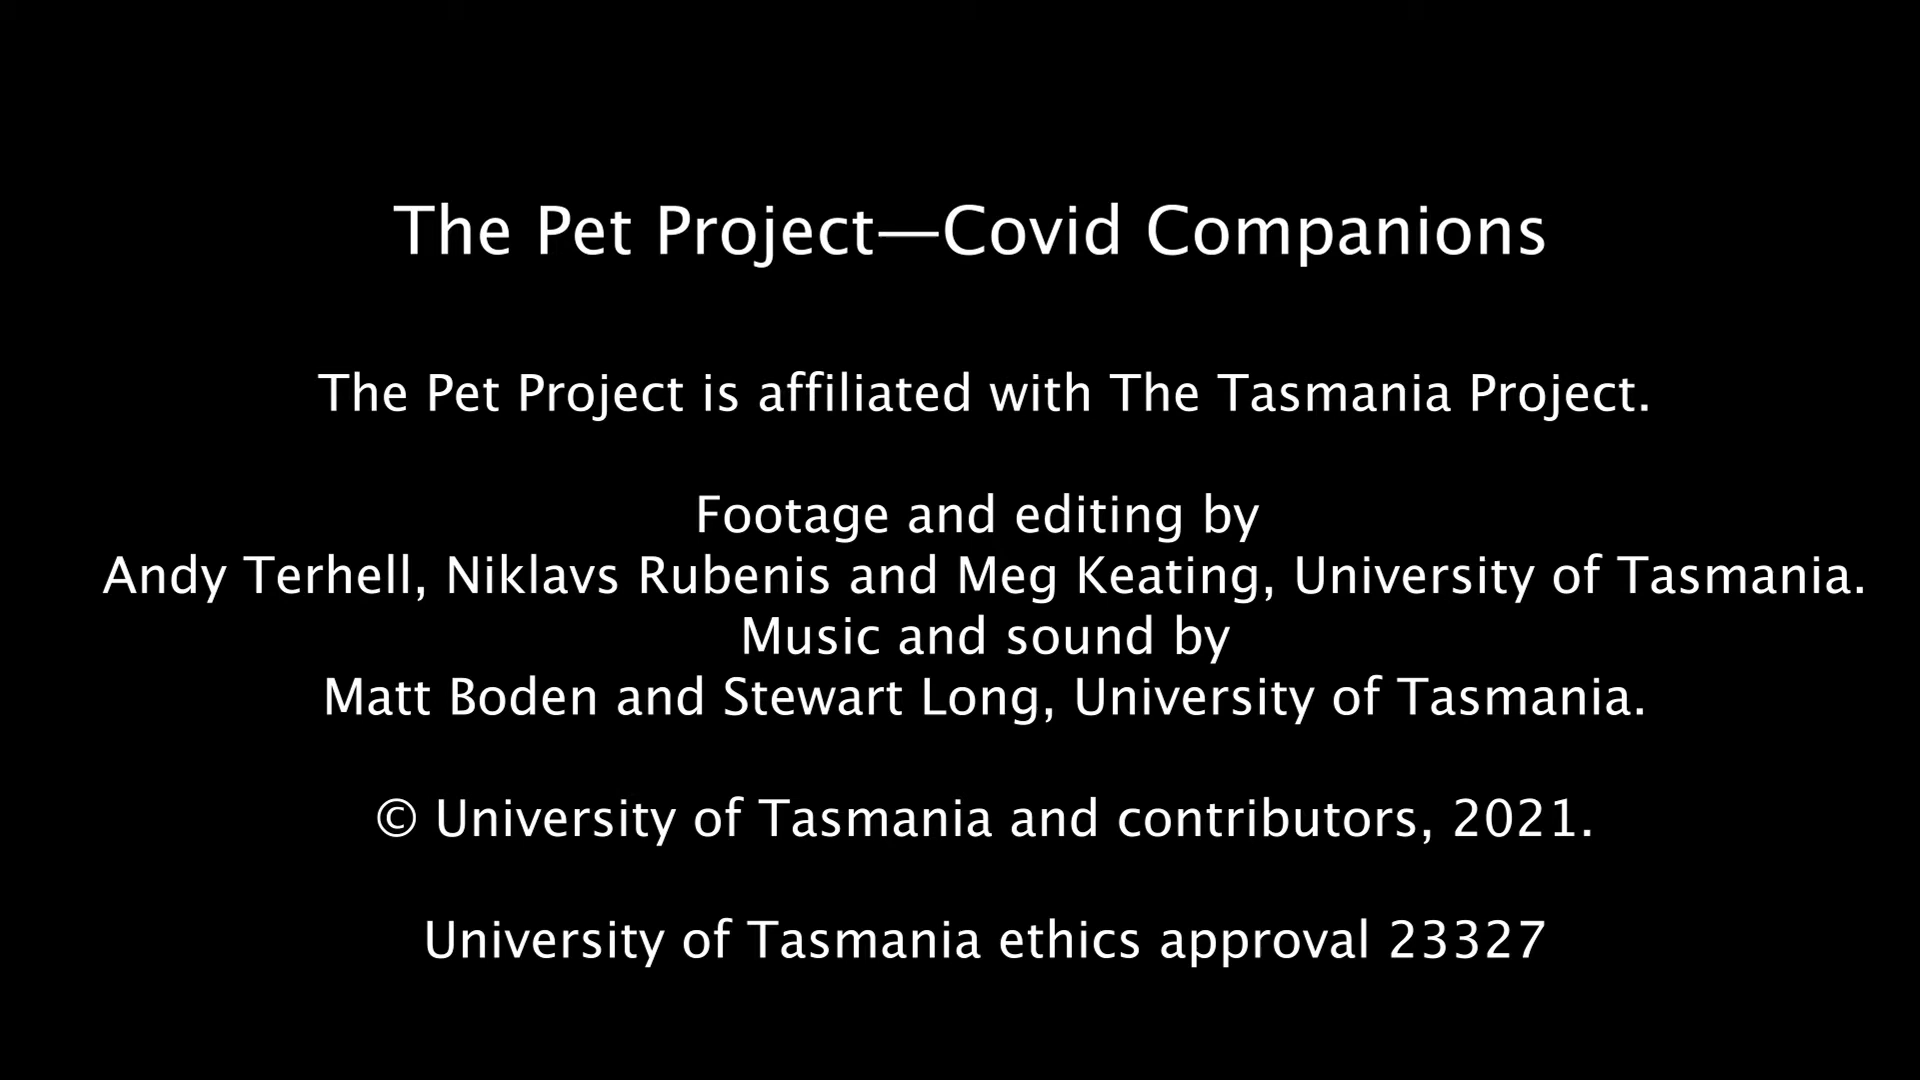 The Pet Project—Covid Companions
The Pet Project is affiliated with The Tasmania Project.
Footage and editing by
Andy Terhell, Niklavs Rubenis and Meg Keating, University of Tasmania.
Music and sound by
Matt Boden and Stewart Long, University of Tasmania.
© University of Tasmania and contributors, 2021.
University of Tasmania ethics approval 23327